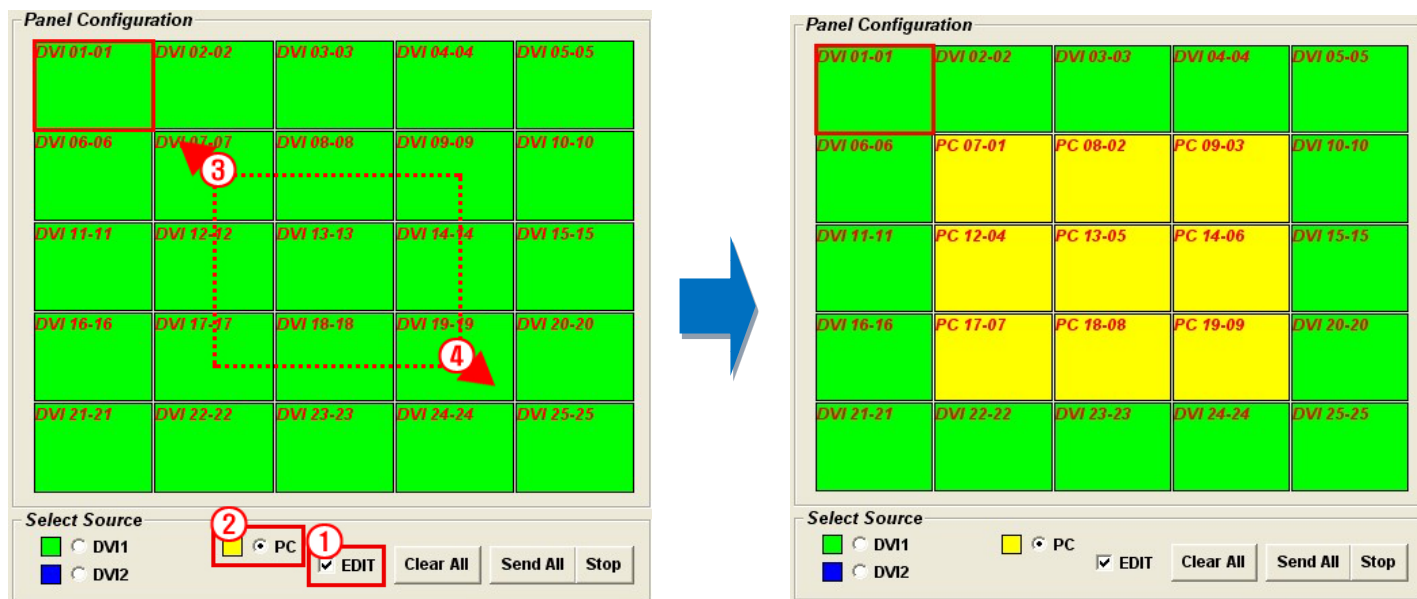 Panel Configuration
DVI 01-01 DVI 02-02 DVI 03-03 DVI 04-04 DVI 05-05
DVI 06-06 DVI 07-07 DVI 08-08 DVI 09-09 DVI 10-10
3
DVI 11-11 DVI 12-12 DVI 13-13 DVI 14-14 DVI 15-15
DVI 16-16 DVI 17-17 DVI 18-18 DVI 19-19 DVI 20-20
4
DVI 21-21 DVI 22-22 DVI 23-23 DVI 24-24 DVI 25-25
Select Source
2
1
DVI1 PC
EDIT Clear All Send All Stop
DVI2
Panel Configuration
DVI 01-01 DVI 02-02 DVI 03-03 DVI 04-04 DVI 05-05
DVI 06-06 PC 07-01 PC 08-02 PC 09-03 DVI 10-10
DVI 11-11 PC 12-04 PC 13-05 PC 14-06 DVI 15-15
DVI 16-16 PC 17-07 PC 18-08 PC 19-09 DVI 20-20
DVI 21-21 DVI 22-22 DVI 23-23 DVI 24-24 DVI 25-25
Select Source
DVI1 PC
EDIT Clear All Send All Stop
DVI2